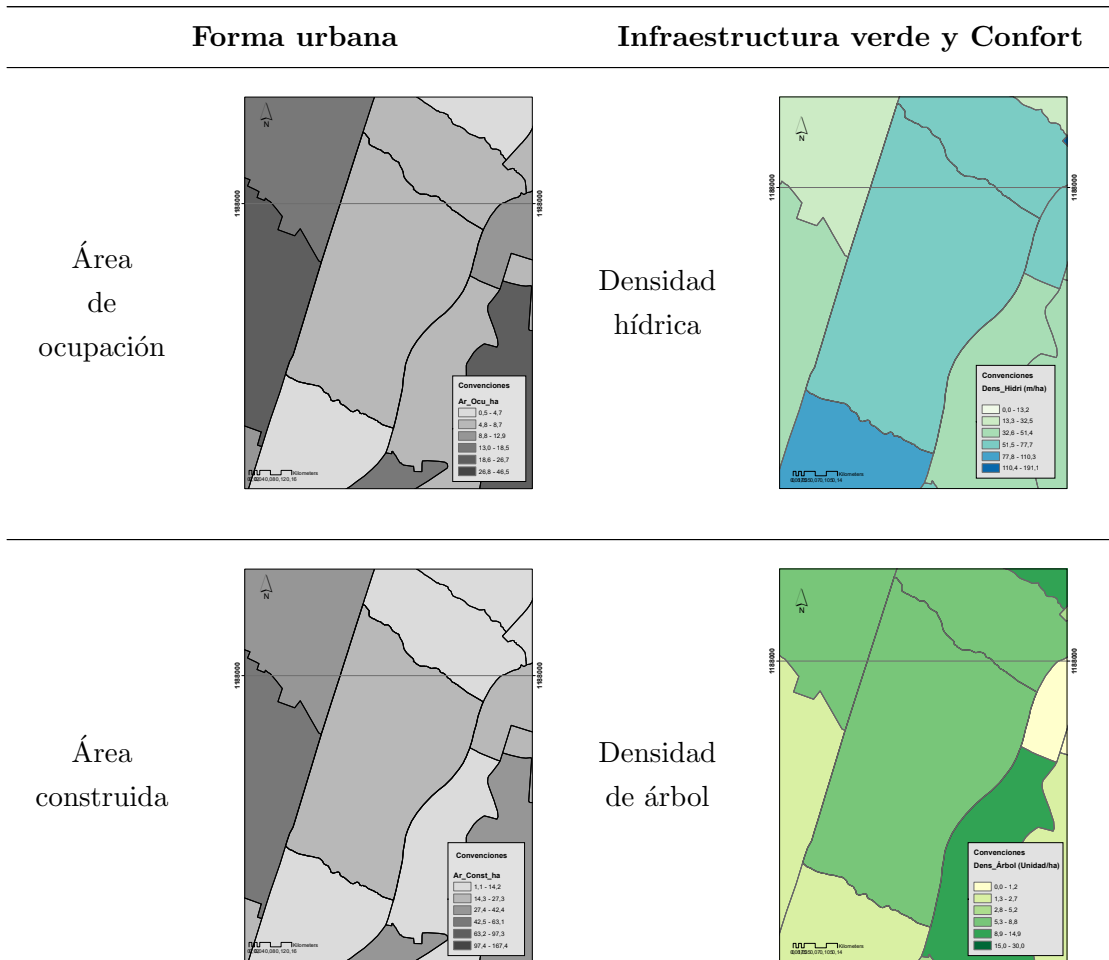 Forma urbana
Infraestructura verde y Confort
Área
de
ocupación
N
1188000
1188000
Convenciones
Ar_Ocu_ha
0,5 - 4,7
4,8 - 8,7
8,8 - 12,9
13,0 - 18,5
18,6 - 26,7
26,8 - 46,5
Kilometers
Densidad
hídrica
N
1188000
1188000
Convenciones
Dens_Hidri (m/ha)
0,0 - 13,2
13,3 - 32,5
32,6 - 51,4
51,5 - 77,7
77,8 - 110,3
110,4 - 191,1
Kilometers
Área
construida
N
1188000
1188000
Convenciones
Ar_Const_ha
1,1 - 14,2
14,3 - 27,3
27,4 - 42,4
42,5 - 63,1
63,2 - 97,3
97,4 - 167,4
Kilometers
Densidad
de árbol
N
1188000
1188000
Convenciones
Dens_Árbol (Unidad/ha)
0,0 - 1,2
1,3 - 2,7
2,8 - 5,2
5,3 - 8,8
8,9 - 14,9
15,0 - 30,0
Kilometers